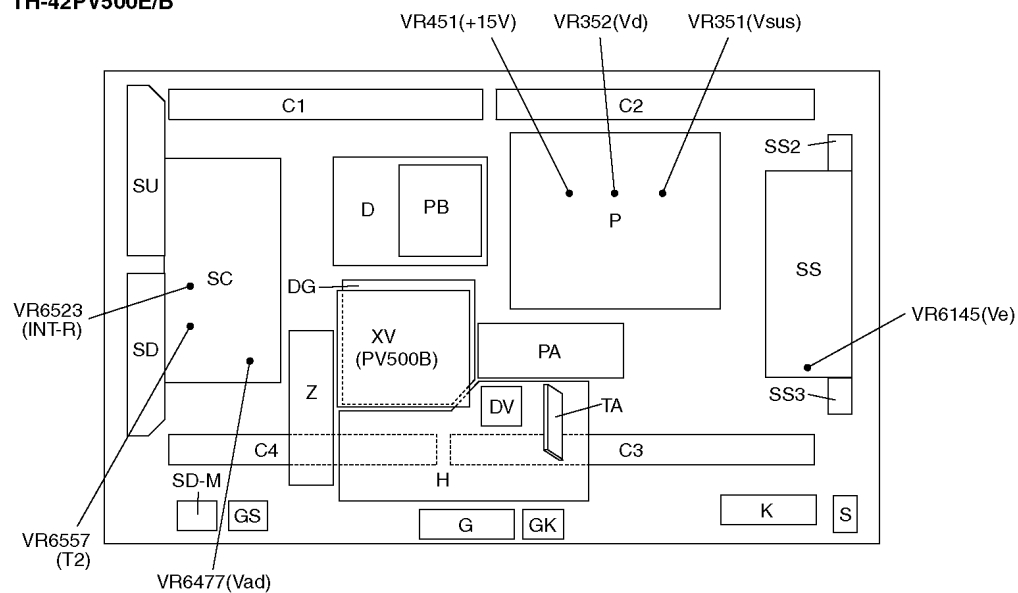 TH-42PV500E/B
VR451(+15V)
VR352(Vd)
VR351(Vsus)
C1
C2
SS2
SU
D
PB
P
SC
SS
DG
VR6523
(INT-R)
VR6145(Ve)
XV
(PV500B)
SD
PA
Z
SS3
DV
TA
C4
C3
H
SD-M
GS
K
S
G
GK
VR6557
(T2)
VR6477(Vad)